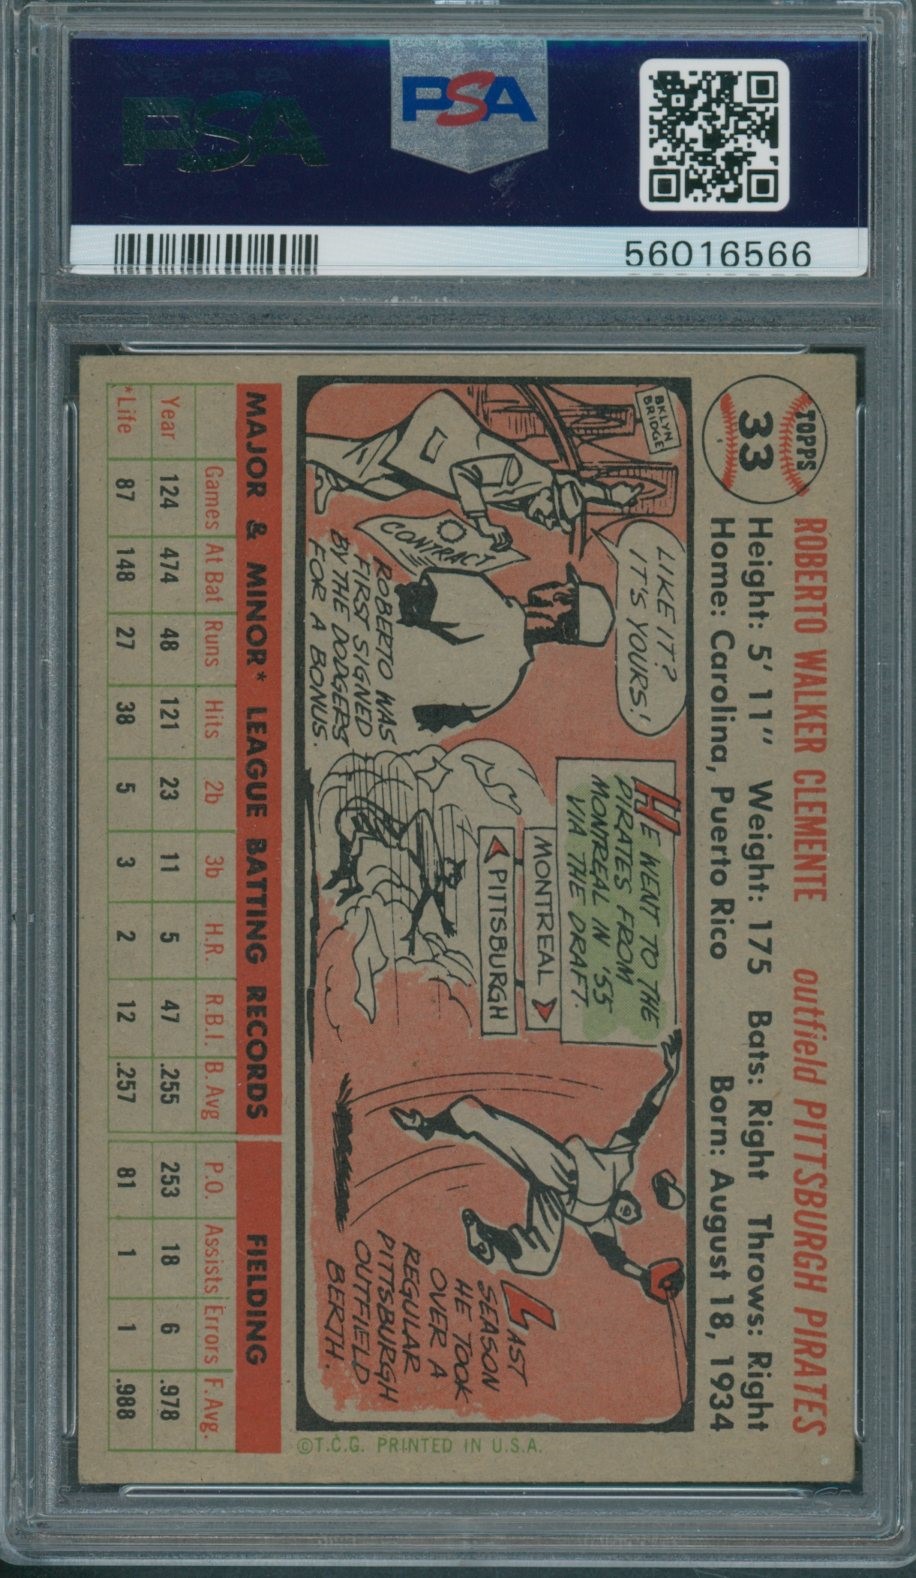 PSA
PSA
56016566
TOPPS
33
ROBERTO WALKER CLEMENTE outfield PITTSBURGH PIRATES
Height: 5' 11" Weight: 175 Bats: Right Throws: Right
Home: Carolina, Puerto Rico Born: August 18, 1934
BKLYN
BRIDGE
LIKE IT?
IT'S YOURS!
CONTRACT
ROBERTO WAS
FIRST SIGNED
BY THE DODGERS
FOR A BONUS.
HE WENT TO THE
PIRATES FROM
MONTREAL IN '55
VIA THE DRAFT.
MONTREAL
PITTSBURGH
LAST
SEASON
HE TOOK
OVER A
REGULAR
PITTSBURGH
OUTFIELD
BERTH.
©T.C.G. PRINTED IN U.S.A.
MAJOR & MINOR* LEAGUE BATTING RECORDS FIELDING
Games At Bat Runs Hits 2b 3b H.R. R.B.I. B.Avg P.O. Assists Errors F. Avg.
Year 124 474 48 121 23 11 5 47 .255 253 18 6 .978
*Life 87 148 27 38 5 3 2 12 .257 81 1 1 .988